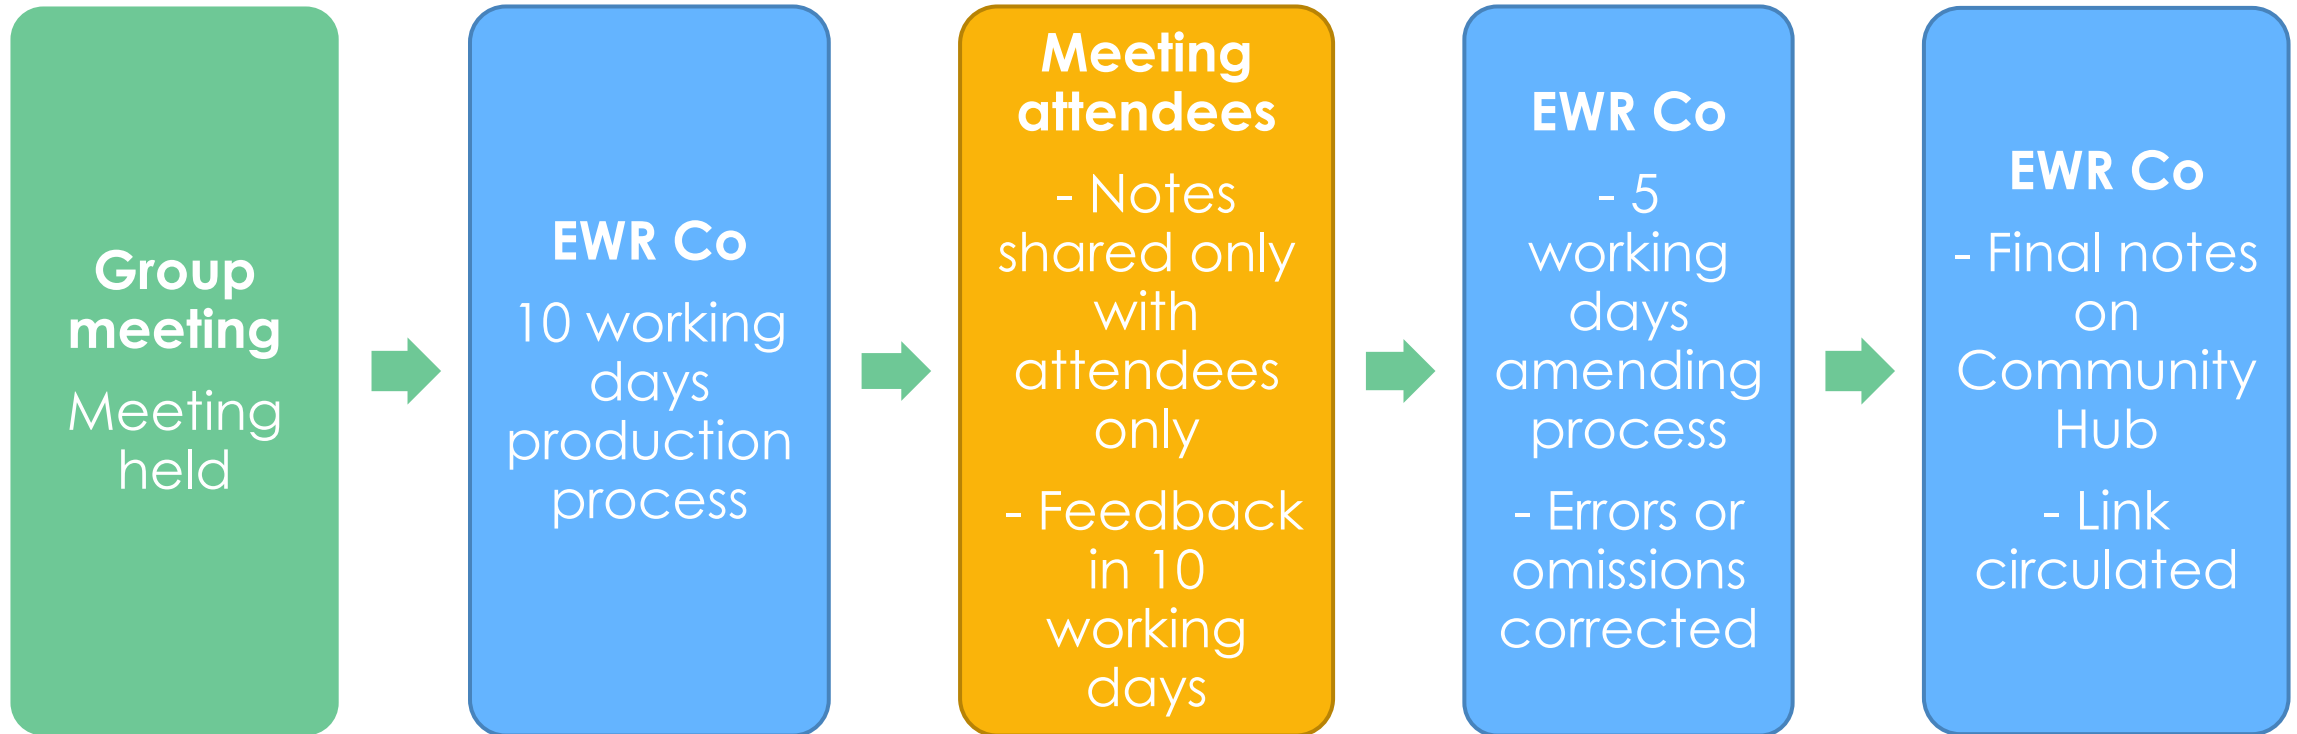 Group
meeting
Meeting
held
EWR Co
10 working
days
production
process
Meeting
attendees
- Notes
shared only
with
attendees
only
- Feedback
in 10
working
days
EWR Co
- 5
working
days
amending
process
- Errors or
omissions
corrected
EWR Co
- Final notes
on
Community
Hub
- Link
circulated